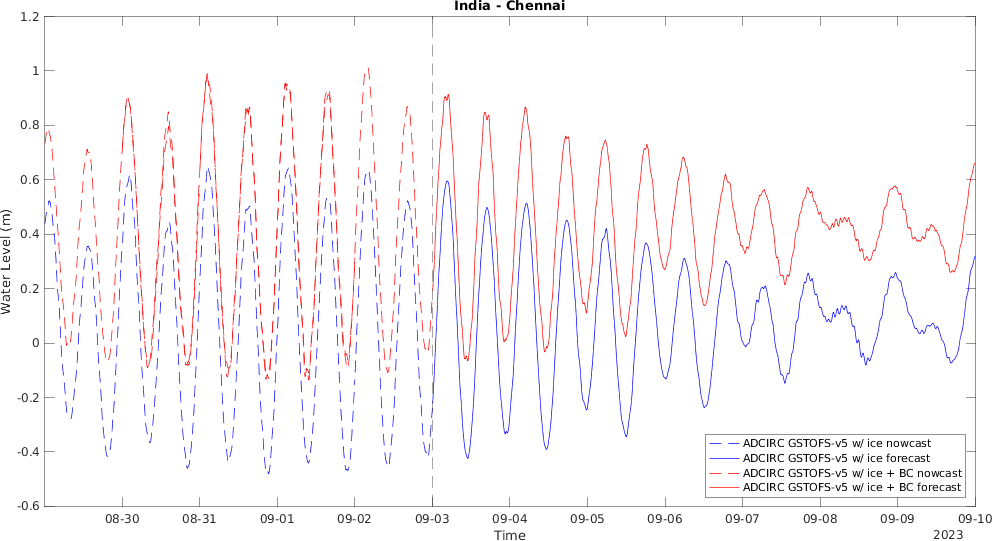 India - Chennai
1.2
1
0.8
0.6
0.4
0.2
0
-0.2
-0.4
-0.6
Water Level (m)
ADCIRC GSTOFS-v5 w/ ice nowcast
ADCIRC GSTOFS-v5 w/ ice forecast
ADCIRC GSTOFS-v5 w/ ice + BC nowcast
ADCIRC GSTOFS-v5 w/ ice + BC forecast
08-30 08-31 09-01 09-02 09-03 09-04 09-05 09-06 09-07 09-08 09-09 09-10
Time
2023